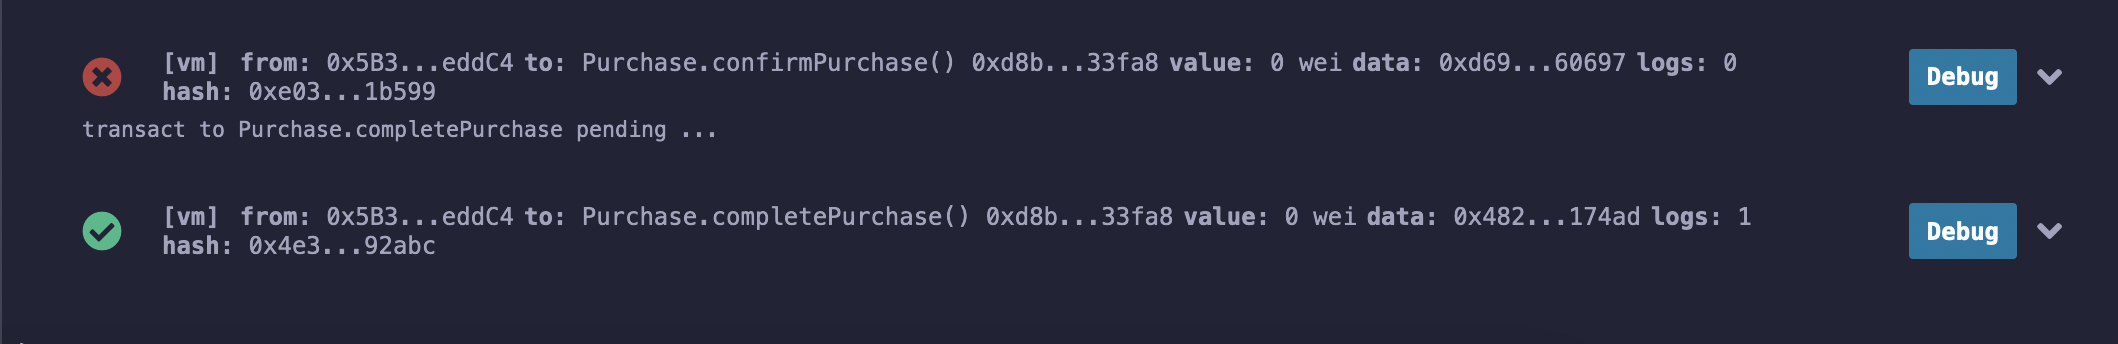 [vm] from: 0x5B3...eddC4 to: Purchase.confirmPurchase() 0xd8b...33fa8 value: 0 wei data: 0xd69...60697 logs: 0
hash: 0xe03...1b599
Debug
transact to Purchase.completePurchase pending ...
[vm] from: 0x5B3...eddC4 to: Purchase.completePurchase() 0xd8b...33fa8 value: 0 wei data: 0x482...174ad logs: 1
hash: 0x4e3...92abc
Debug